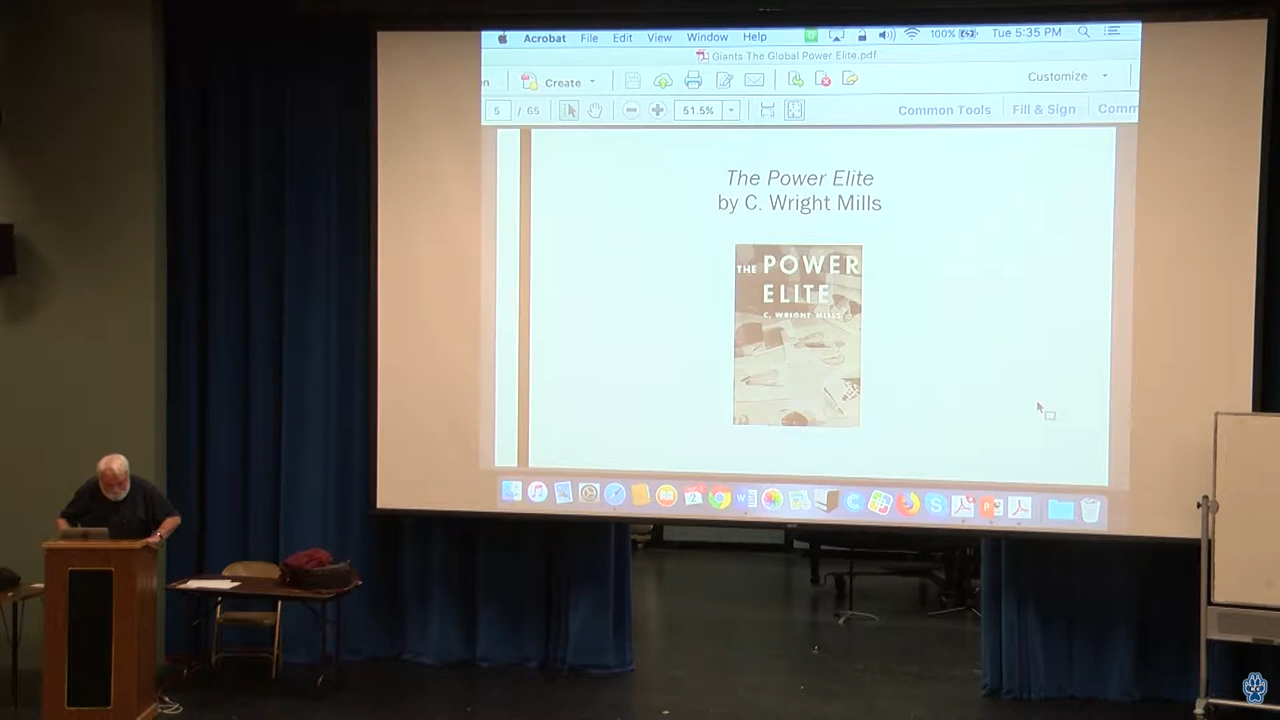 Acrobat File Edit View Window Help 100% Tue 5:35 PM
Giants The Global Power Elite.pdf
Create Customize
5 / 65 51.5% Common Tools Fill & Sign Comm
The Power Elite
by C. Wright Mills
THE POWER
ELITE
C. WRIGHT MILLS